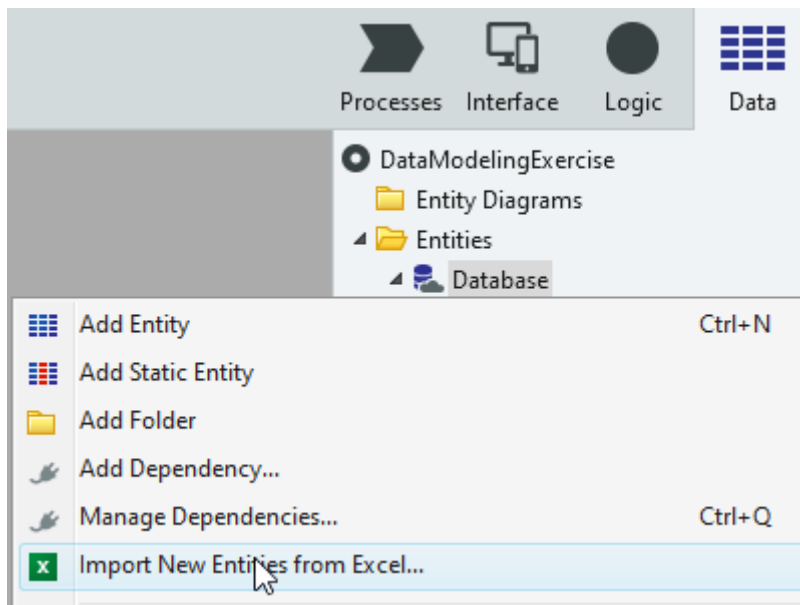 Processes Interface Logic Data
DataModelingExercise
Entity Diagrams
Entities
Database
Add Entity Ctrl+N
Add Static Entity
Add Folder
Add Dependency...
Manage Dependencies... Ctrl+Q
Import New Entities from Excel...